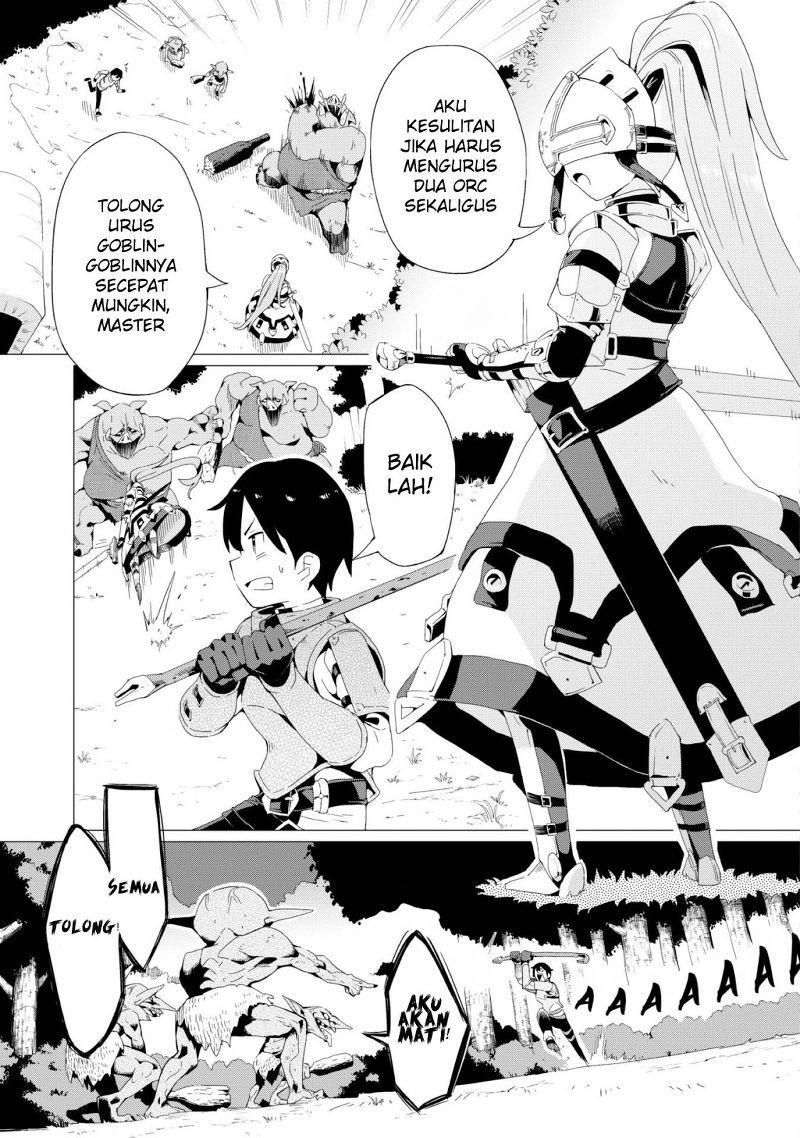 AKU
KESULITAN
JIKA HARUS
MENGURUS
DUA ORC
SEKALIGUS
TOLONG
URUS
GOBLIN-
GOBLINNYA
SECEPAT
MUNGKIN,
MASTER
BAIK
LAH!
SEMUA
TOLONG!
AKU
AKAN
MATI!
AAAAAAA